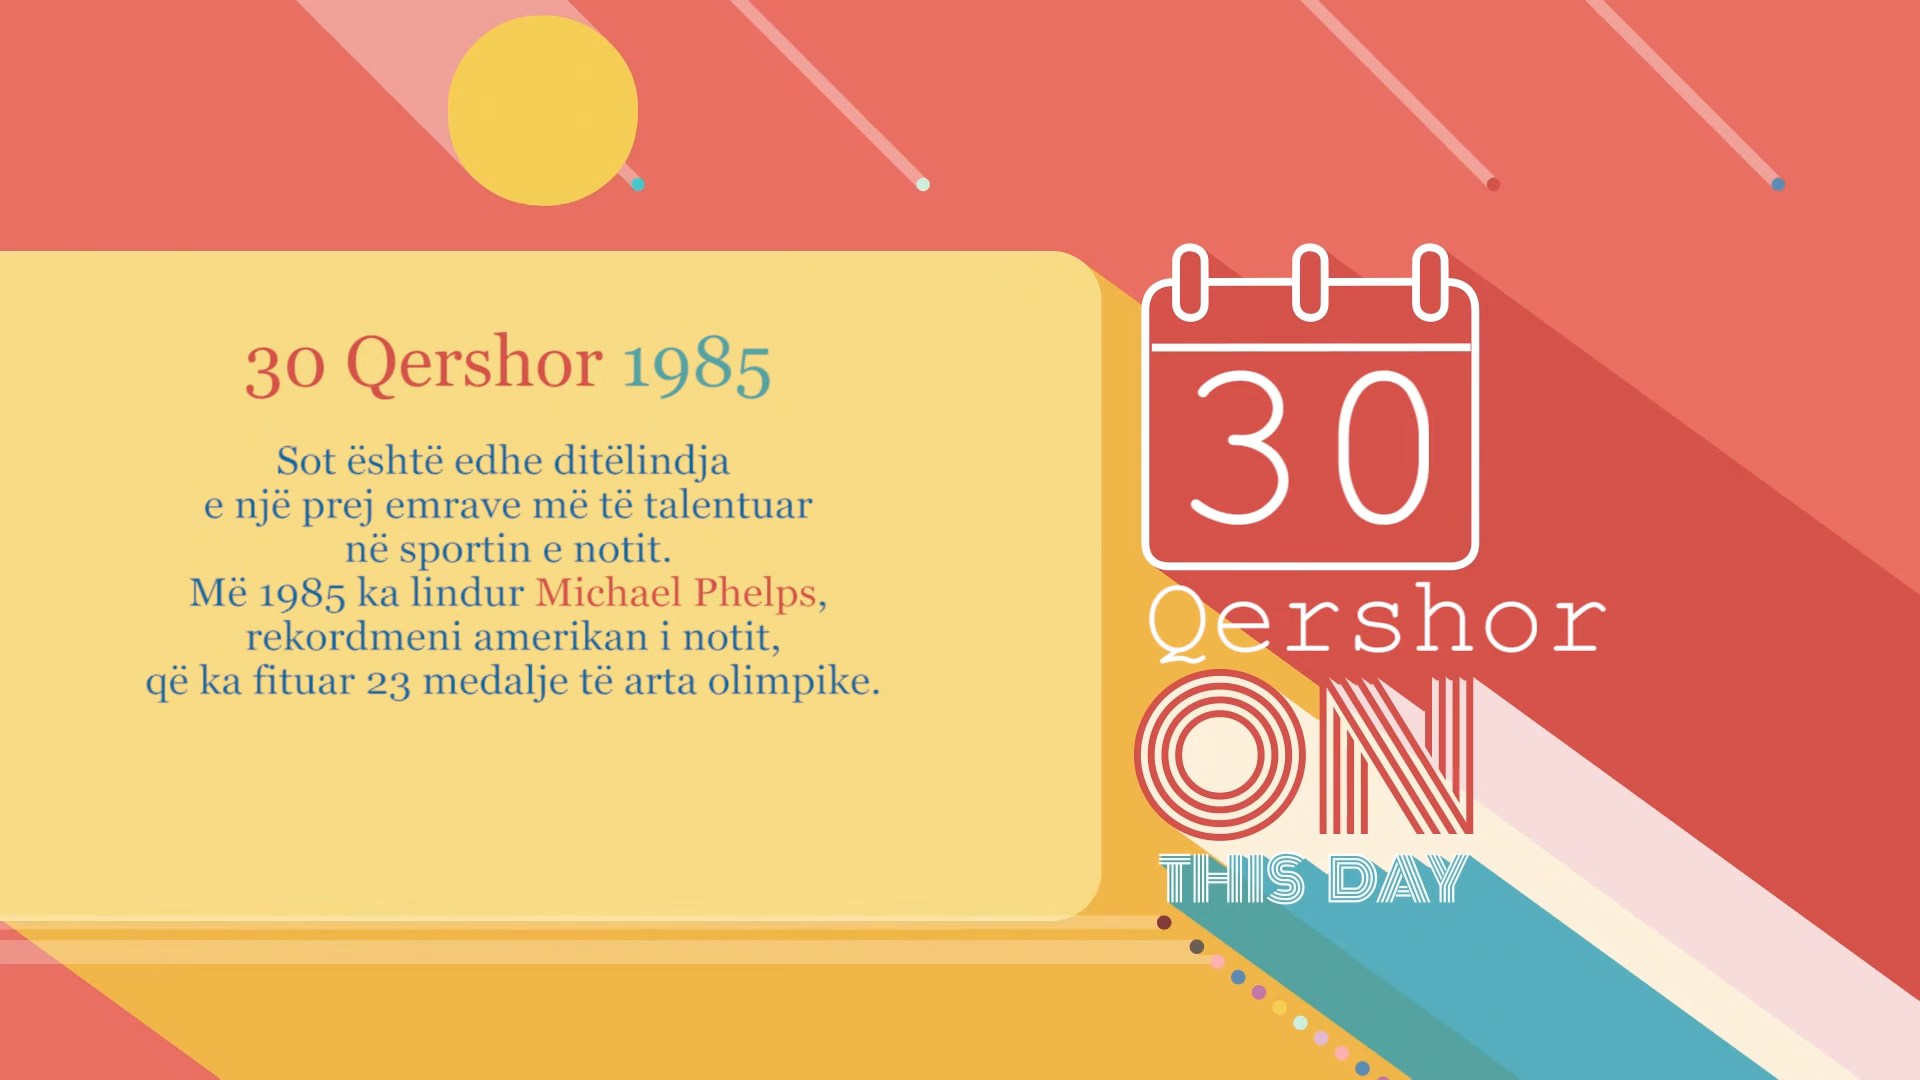 30 Qershor 1985
Sot është edhe ditëlindja
e një prej emrave më të talentuar
në sportin e notit.
Më 1985 ka lindur Michael Phelps,
rekordmeni amerikan i notit,
që ka fituar 23 medalje të arta olimpike.
30
Qershor
ON
THIS DAY